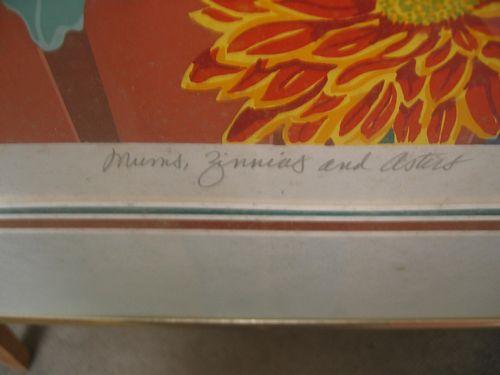 Mums, Zinnias and Asters